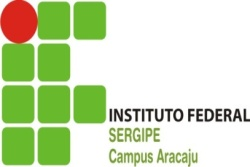 INSTITUTO FEDERAL
SERGIPE
Campus Aracaju